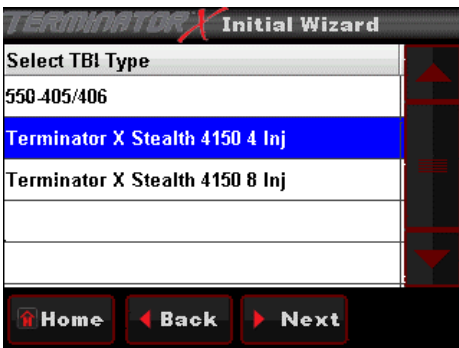 TERMINATOR X Initial Wizard
Select TBI Type
550-405/406
Terminator X Stealth 4150 4 Inj
Terminator X Stealth 4150 8 Inj
Home Back Next